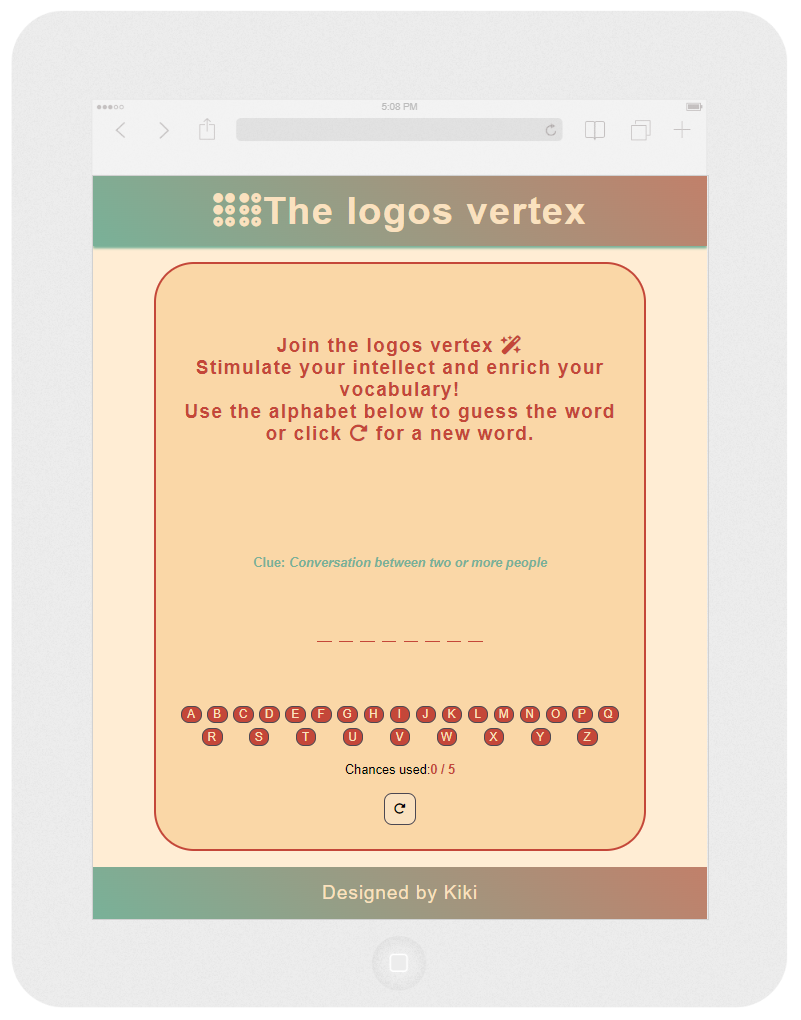 5:08 PM
The logos vertex
Join the logos vertex
Stimulate your intellect and enrich your
vocabulary!
Use the alphabet below to guess the word
or click for a new word.
Clue: Conversation between two or more people
_ _ _ _ _ _ _ _
A B C D E F G H I J K L M N O P Q
R S T U V W X Y Z
Chances used:0 / 5
Designed by Kiki